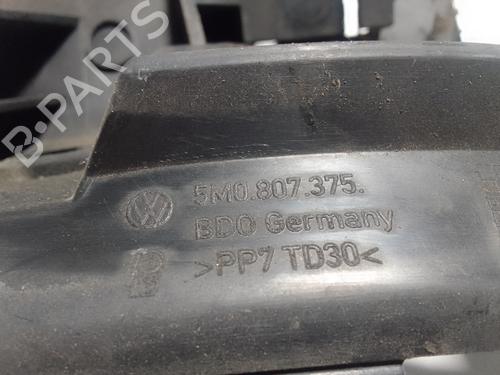 B-PARTS
5M0.807.375.
BDO Germany
>PP7 TD30<